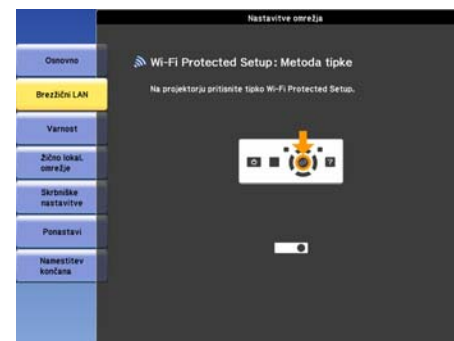 Nastavitve omrežja
Osnovno
Brezžični LAN
Varnost
Žično lokal.
omrežje
Skrbniške
nastavitve
Ponastavi
Namestitev
končana
Wi-Fi Protected Setup: Metoda tipke
Na projektorju pritisnite tipko Wi-Fi Protected Setup.
?